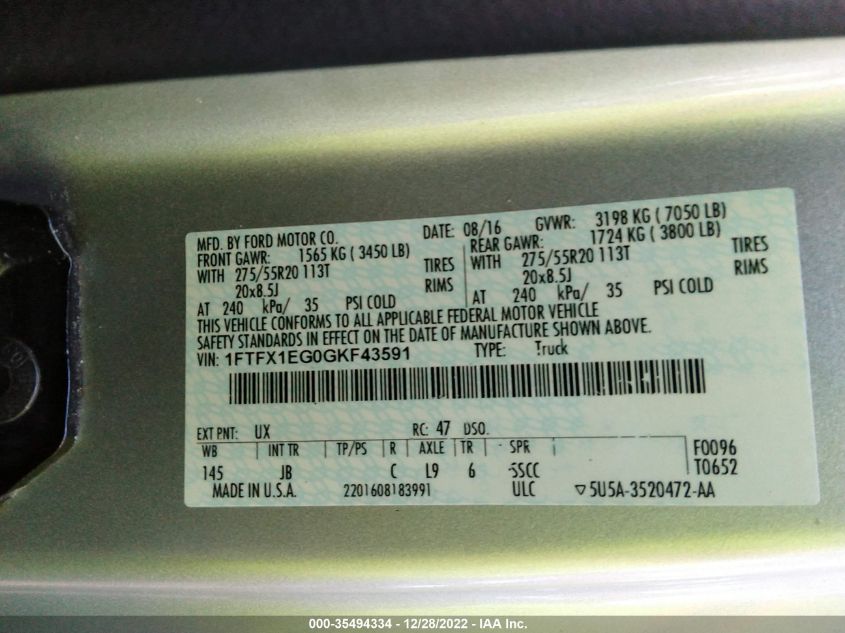 MFD. BY FORD MOTOR CO. DATE: 08/16 GVWR: 3198 KG ( 7050 LB)
FRONT GAWR: 1565 KG ( 3450 LB) REAR GAWR: 1724 KG ( 3800 LB)
WITH 275/55R20 113T TIRES WITH 275/55R20 113T TIRES
20x8.5J RIMS 20x8.5J RIMS
AT 240 kPa/ 35 PSI COLD AT 240 kPa/ 35 PSI COLD
THIS VEHICLE CONFORMS TO ALL APPLICABLE FEDERAL MOTOR VEHICLE
SAFETY STANDARDS IN EFFECT ON THE DATE OF MANUFACTURE SHOWN ABOVE.
VIN: 1FTFX1EG0GKF43591 TYPE: Truck
EXT PNT: UX RC: 47 DSO:
WB INT TR TP/PS R AXLE TR SPR F0096
145 JB C L9 6 SSCC T0652
MADE IN U.S.A. 2201608183991 ULC ▽5U5A-3520472-AA
000-35494334 - 12/28/2022 - IAA Inc.